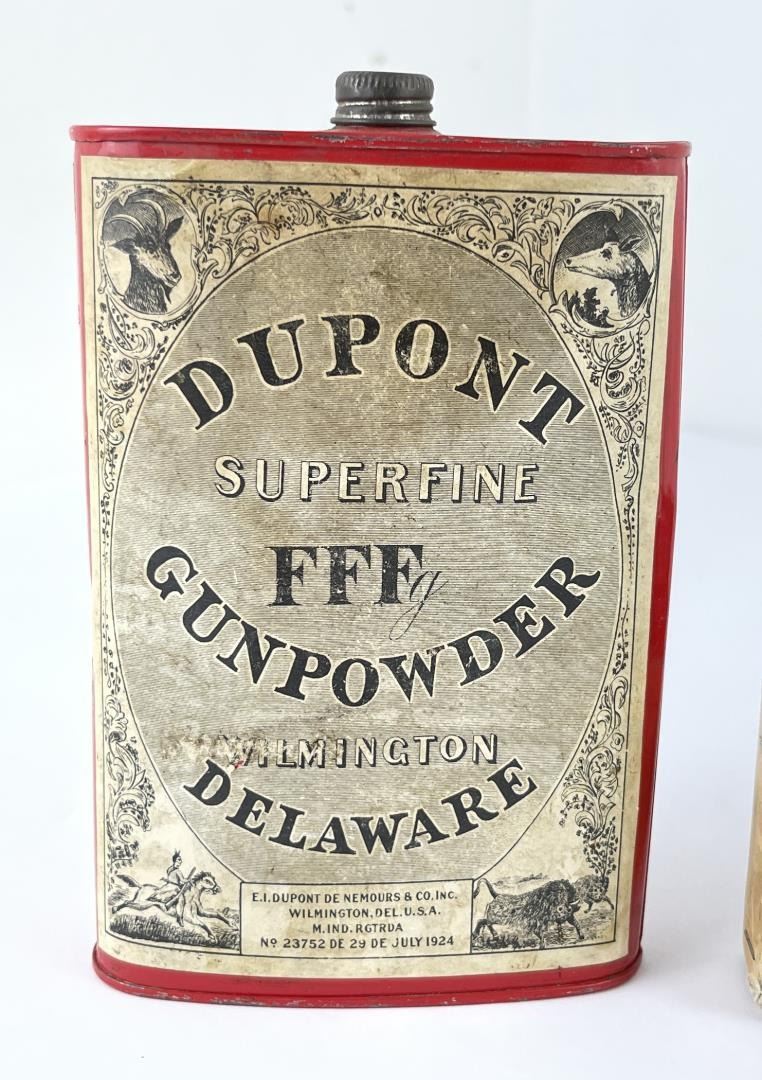 DUPONT
SUPERFINE
FFFg
GUNPOWDER
WILMINGTON
DELAWARE
E.I. DUPONT DE NEMOURS & CO. INC.
WILMINGTON, DEL. U.S.A.
M. IND. RGTRDA
Nº 23752 DE 29 DE JULY 1924